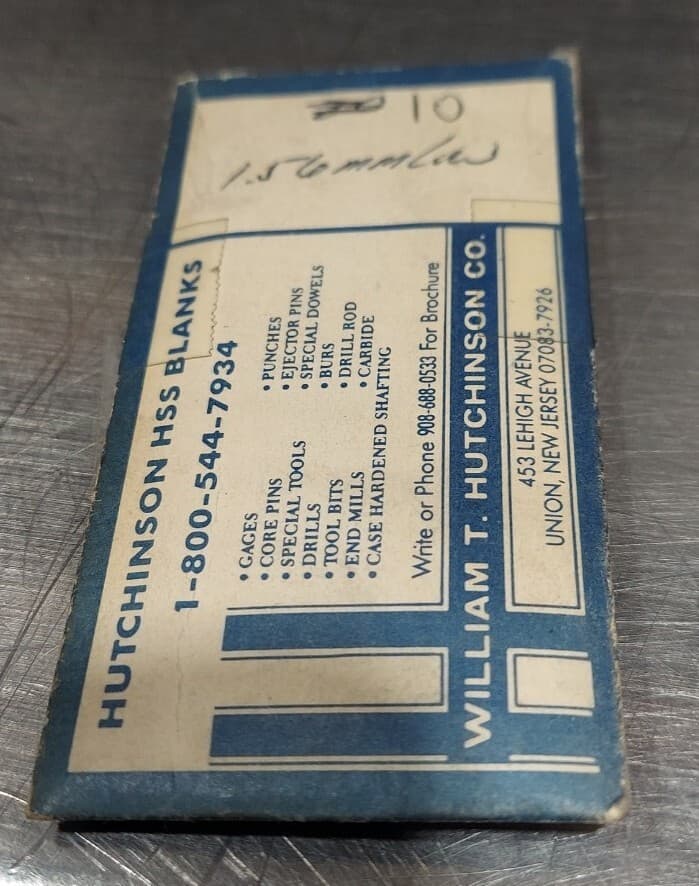 10
1.56mm
HUTCHINSON HSS BLANKS
1-800-544-7934
• GAGES
• CORE PINS
• SPECIAL TOOLS
• DRILLS
• TOOL BITS
• END MILLS
• CASE HARDENED SHAFTING
• PUNCHES
• EJECTOR PINS
• SPECIAL DOWELS
• BURS
• DRILL ROD
• CARBIDE
Write or Phone 908-688-0533 For Brochure
WILLIAM T. HUTCHINSON CO.
453 LEHIGH AVENUE
UNION, NEW JERSEY 07083-7926